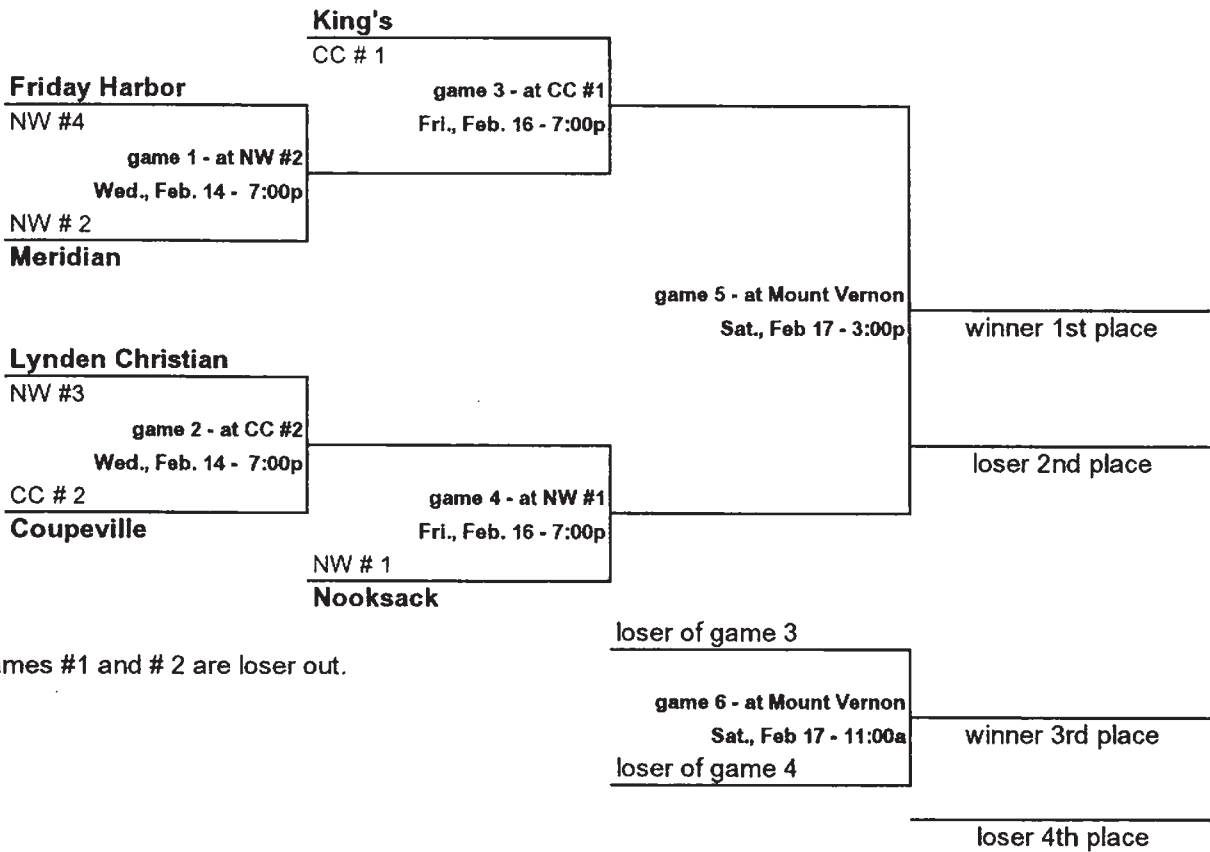 King's
CC # 1
Friday Harbor
game 3 - at CC #1
NW #4
Fri., Feb. 16 - 7:00p
game 1 - at NW #2
Wed., Feb. 14 - 7:00p
NW # 2
Meridian
game 5 - at Mount Vernon
Sat., Feb 17 - 3:00p
winner 1st place
Lynden Christian
NW #3
game 2 - at CC #2
Wed., Feb. 14 - 7:00p
loser 2nd place
CC # 2
game 4 - at NW #1
Coupeville
Fri., Feb. 16 - 7:00p
NW # 1
Nooksack
loser of game 3
mes #1 and # 2 are loser out.
game 6 - at Mount Vernon
Sat., Feb 17 - 11:00a
winner 3rd place
loser of game 4
loser 4th place